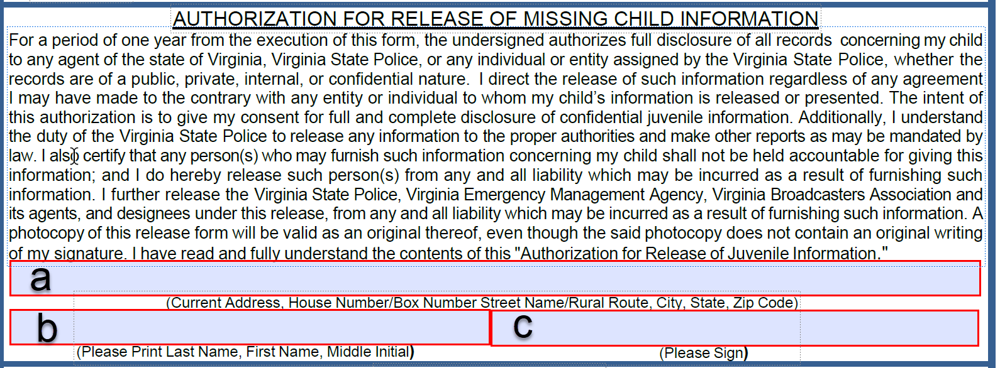 AUTHORIZATION FOR RELEASE OF MISSING CHILD INFORMATION
For a period of one year from the execution of this form, the undersigned authorizes full disclosure of all records concerning my child
to any agent of the state of Virginia, Virginia State Police, or any individual or entity assigned by the Virginia State Police, whether the
records are of a public, private, internal, or confidential nature. I direct the release of such information regardless of any agreement
I may have made to the contrary with any entity or individual to whom my child's information is released or presented. The intent of
this authorization is to give my consent for full and complete disclosure of confidential juvenile information. Additionally, I understand
the duty of the Virginia State Police to release any information to the proper authorities and make other reports as may be mandated by
law. I also certify that any person(s) who may furnish such information concerning my child shall not be held accountable for giving this
information; and I do hereby release such person(s) from any and all liability which may be incurred as a result of furnishing such
information. I further release the Virginia State Police, Virginia Emergency Management Agency, Virginia Broadcasters Association and
its agents, and designees under this release, from any and all liability which may be incurred as a result of furnishing such information. A
photocopy of this release form will be valid as an original thereof, even though the said photocopy does not contain an original writing
of my signature. I have read and fully understand the contents of this "Authorization for Release of Juvenile Information."
a
(Current Address, House Number/Box Number Street Name/Rural Route, City, State, Zip Code)
b c
(Please Print Last Name, First Name, Middle Initial) (Please Sign)